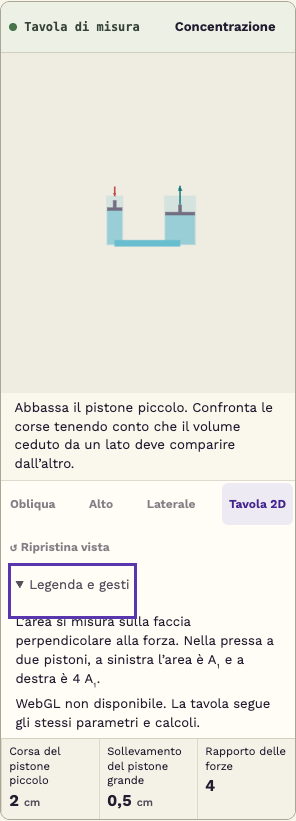 Tavola di misura Concentrazione
Abbassa il pistone piccolo. Confronta le
corse tenendo conto che il volume
ceduto da un lato deve comparire
dall’altro.
Obliqua Alto Laterale Tavola 2D
↺ Ripristina vista
▼ Legenda e gesti
L’area si misura sulla faccia
perpendicolare alla forza. Nella pressa a
due pistoni, a sinistra l’area è A₁ e a
destra è 4 A₁.
WebGL non disponibile. La tavola segue
gli stessi parametri e calcoli.
Corsa del
pistone
piccolo
2 cm
Sollevamento
del pistone
grande
0,5 cm
Rapporto delle
forze
4